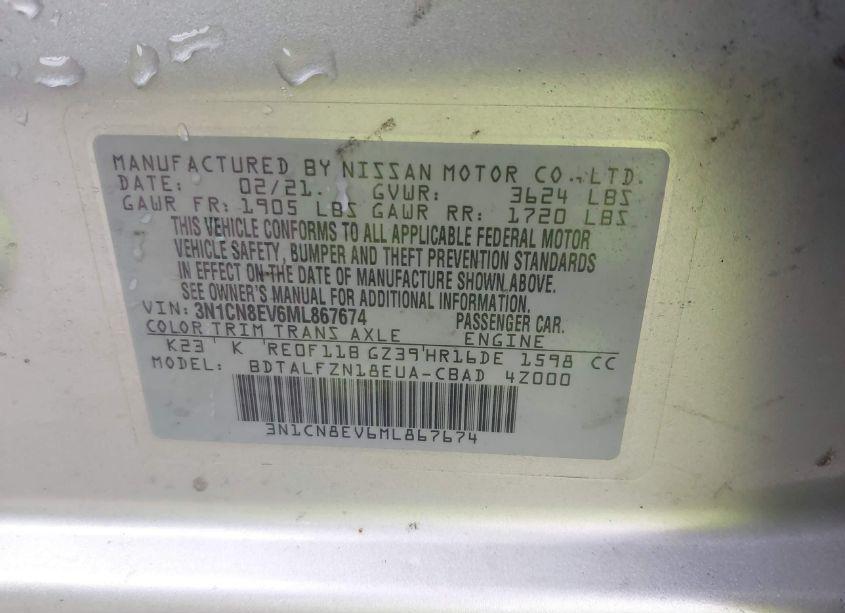 MANUFACTURED BY NISSAN MOTOR CO., LTD.
DATE: 02/21. GVWR: 3624 LBS
GAWR FR: 1905 LBS GAWR RR: 1720 LBS
THIS VEHICLE CONFORMS TO ALL APPLICABLE FEDERAL MOTOR
VEHICLE SAFETY, BUMPER AND THEFT PREVENTION STANDARDS
IN EFFECT ON THE DATE OF MANUFACTURE SHOWN ABOVE.
SEE OWNER'S MANUAL FOR ADDITIONAL INFORMATION.
VIN: 3N1CN8EV6ML867674 PASSENGER CAR.
COLOR TRIM TRANS AXLE ENGINE
K23 K RE0F11B GZ39 HR16DE 1598 CC
MODEL: BDTALFZN18EUA-CBAD 4Z000
3N1CN8EV6ML867674